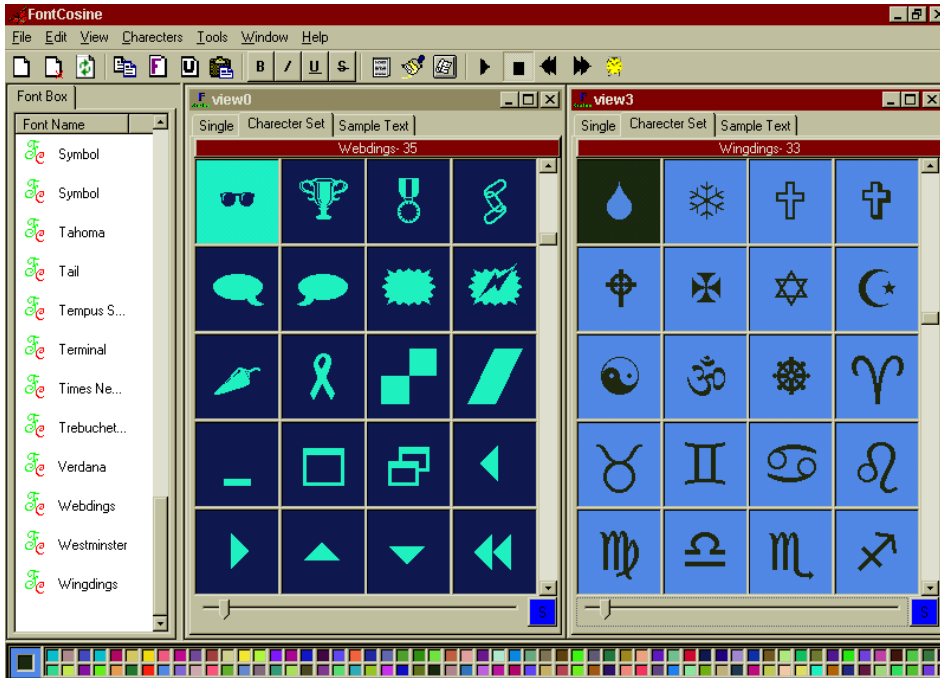 FontCosine
File Edit View Charecters Tools Window Help
B I U S
Font Box
Font Name
Symbol
Symbol
Tahoma
Tail
Tempus S...
Terminal
Times Ne...
Trebuchet...
Verdana
Webdings
Westminster
Wingdings
view0
Single Charecter Set Sample Text
Webdings- 35
S
view3
Single Charecter Set Sample Text
Wingdings- 33
S